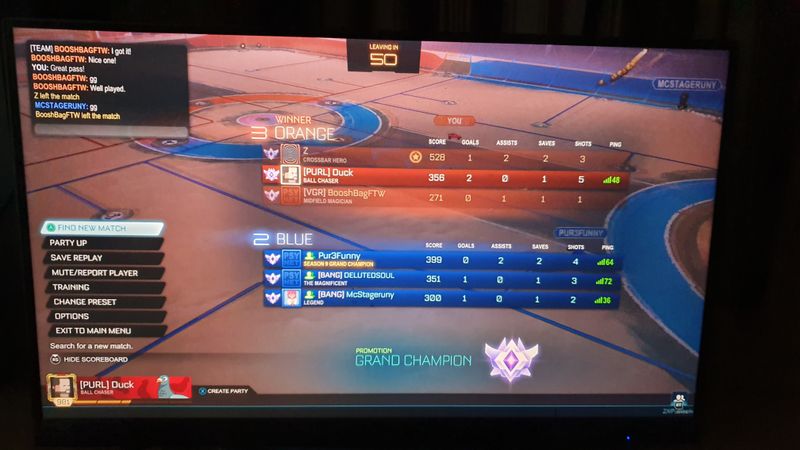 [TEAM] BOOSHBAGFTW: I got it!
BOOSHBAGFTW: Nice one!
YOU: Great pass!
BOOSHBAGFTW: gg
BOOSHBAGFTW: Well played.
Z left the match
MCSTAGERUNY: gg
BooshBagFTW left the match
LEAVING IN
50
MCSTAGERUNY
WINNER
3 ORANGE
YOU
SCORE GOALS ASSISTS SAVES SHOTS PING
Z 528 1 2 2 3
CROSSBAR HERO
[PURL] Duck 356 2 0 1 5 48
BALL CHASER
[VGR] BooshBagFTW 271 0 1 1 1
MIDFIELD MAGICIAN
PUR3FUNNY
2 BLUE
SCORE GOALS ASSISTS SAVES SHOTS PING
PSY NET Pur3Funny 399 0 2 2 4 64
SEASON 9 GRAND CHAMPION
PSY NET [BANG] DELUTEDSOUL 351 1 0 1 3 72
THE MAGNIFICENT
[BANG] McStageruny 300 1 0 1 2 36
LEGEND
FIND NEW MATCH
PARTY UP
SAVE REPLAY
MUTE/REPORT PLAYER
TRAINING
CHANGE PRESET
OPTIONS
EXIT TO MAIN MENU
Search for a new match.
HIDE SCOREBOARD
PROMOTION
GRAND CHAMPION
[PURL] Duck
BALL CHASER
981
X CREATE PARTY